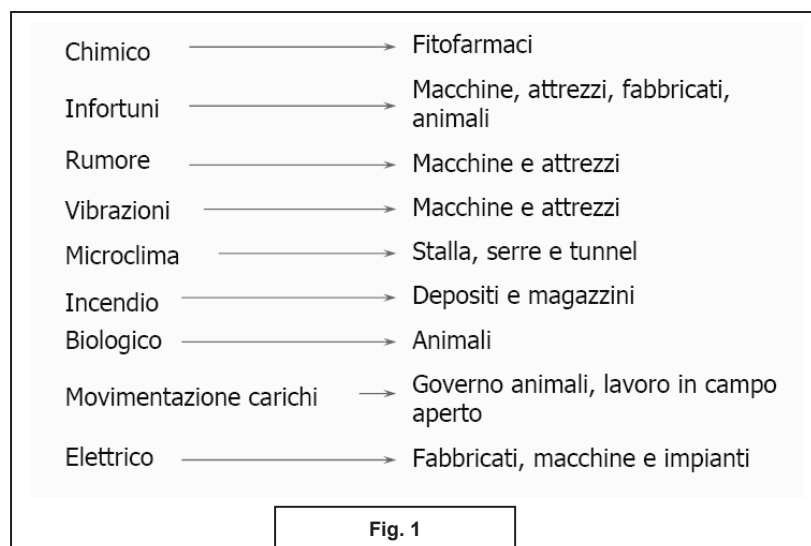 Chimico Fitofarmaci
Infortuni Macchine, attrezzi, fabbricati,
animali
Rumore Macchine e attrezzi
Vibrazioni Macchine e attrezzi
Microclima Stalla, serre e tunnel
Incendio Depositi e magazzini
Biologico Animali
Movimentazione carichi Governo animali, lavoro in campo
aperto
Elettrico Fabbricati, macchine e impianti
Fig. 1